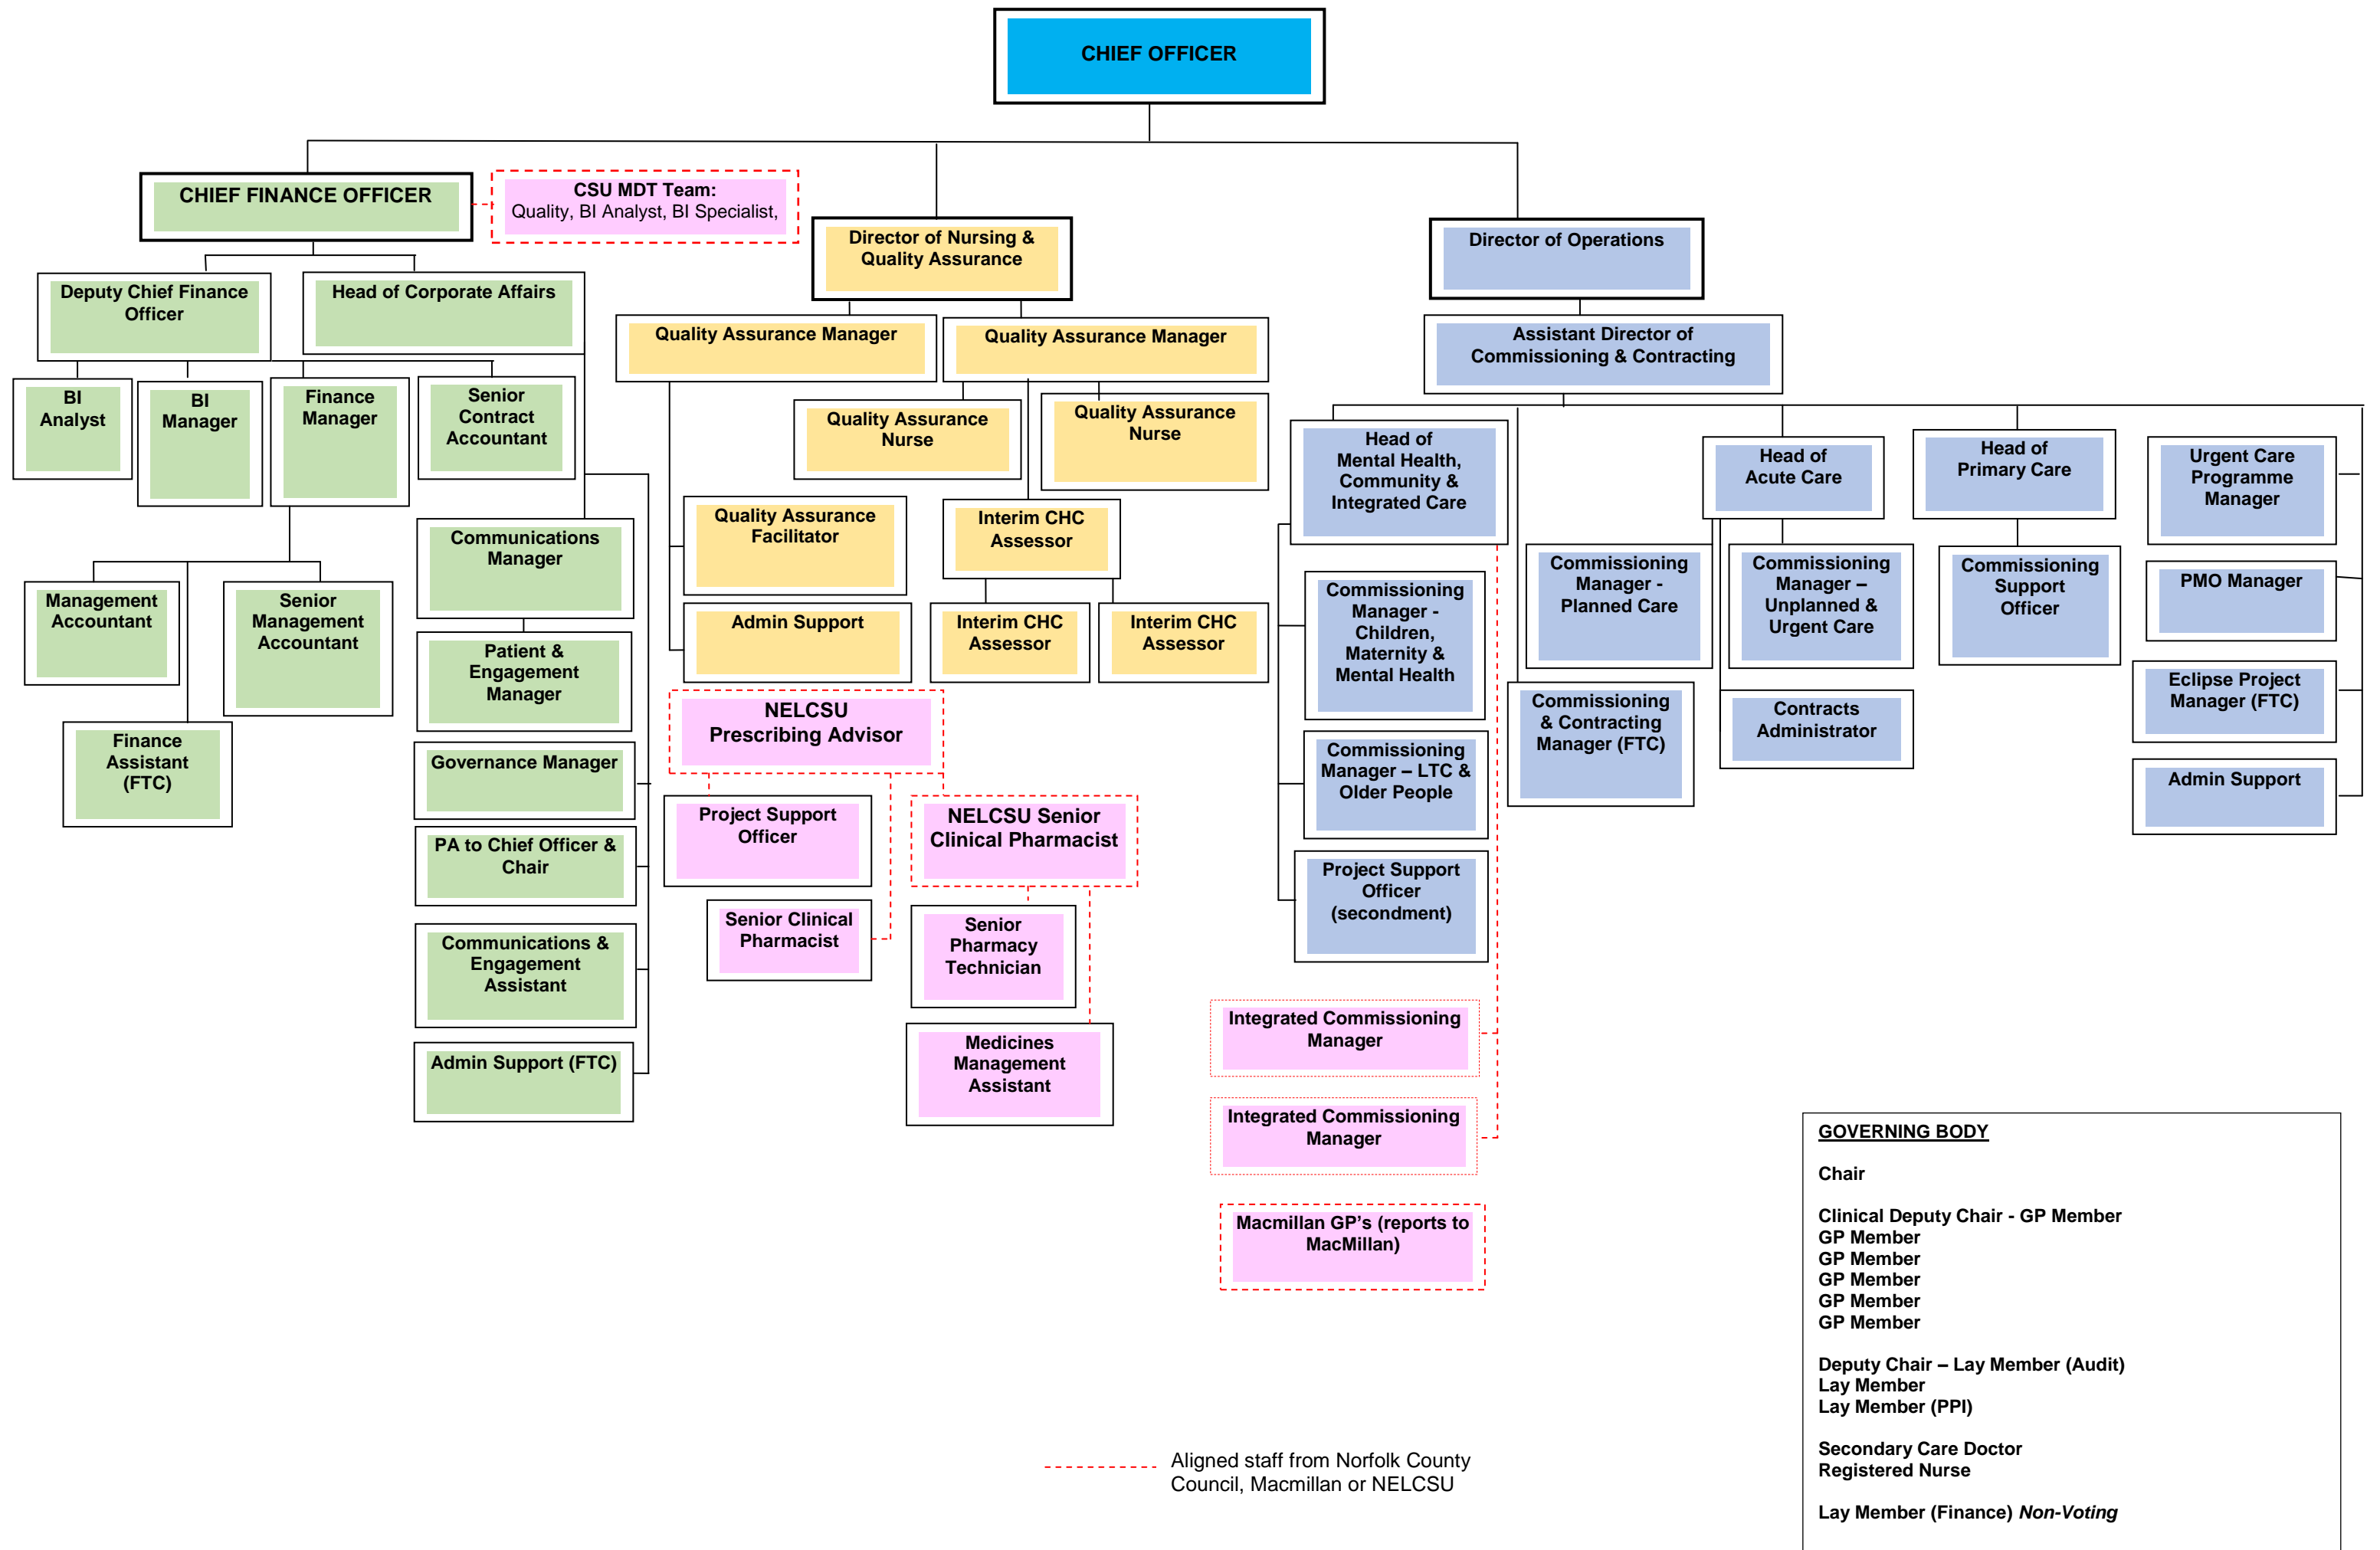 CHIEF OFFICER
CHIEF FINANCE OFFICER
CSU MDT Team:
Quality, BI Analyst, BI Specialist,
Director of Nursing &
Quality Assurance
Director of Operations
Deputy Chief Finance
Officer
Head of Corporate Affairs
Quality Assurance Manager
Quality Assurance Manager
Assistant Director of
Commissioning & Contracting
BI
Analyst
BI
Manager
Finance
Manager
Senior
Contract
Accountant
Quality Assurance
Nurse
Quality Assurance
Nurse
Head of
Mental Health,
Community &
Integrated Care
Head of
Acute Care
Head of
Primary Care
Urgent Care
Programme
Manager
Communications
Manager
Quality Assurance
Facilitator
Interim CHC
Assessor
Commissioning
Manager -
Planned Care
Commissioning
Manager –
Unplanned &
Urgent Care
Commissioning
Support
Officer
PMO Manager
Management
Accountant
Senior
Management
Accountant
Patient &
Engagement
Manager
Admin Support
Interim CHC
Assessor
Interim CHC
Assessor
Commissioning
Manager -
Children,
Maternity &
Mental Health
Commissioning
& Contracting
Manager (FTC)
Contracts
Administrator
Eclipse Project
Manager (FTC)
Finance
Assistant
(FTC)
Governance Manager
NELCSU
Prescribing Advisor
Commissioning
Manager – LTC &
Older People
Admin Support
Project Support
Officer
NELCSU Senior
Clinical Pharmacist
PA to Chief Officer &
Chair
Project Support
Officer
(secondment)
Senior Clinical
Pharmacist
Senior
Pharmacy
Technician
Communications &
Engagement
Assistant
Integrated Commissioning
Manager
Medicines
Management
Assistant
Admin Support (FTC)
Integrated Commissioning
Manager
Macmillan GP's (reports to
MacMillan)
GOVERNING BODY
Chair
Clinical Deputy Chair - GP Member
GP Member
GP Member
GP Member
GP Member
GP Member
Deputy Chair – Lay Member (Audit)
Lay Member
Lay Member (PPI)
Secondary Care Doctor
Registered Nurse
Lay Member (Finance) Non-Voting
Aligned staff from Norfolk County
Council, Macmillan or NELCSU